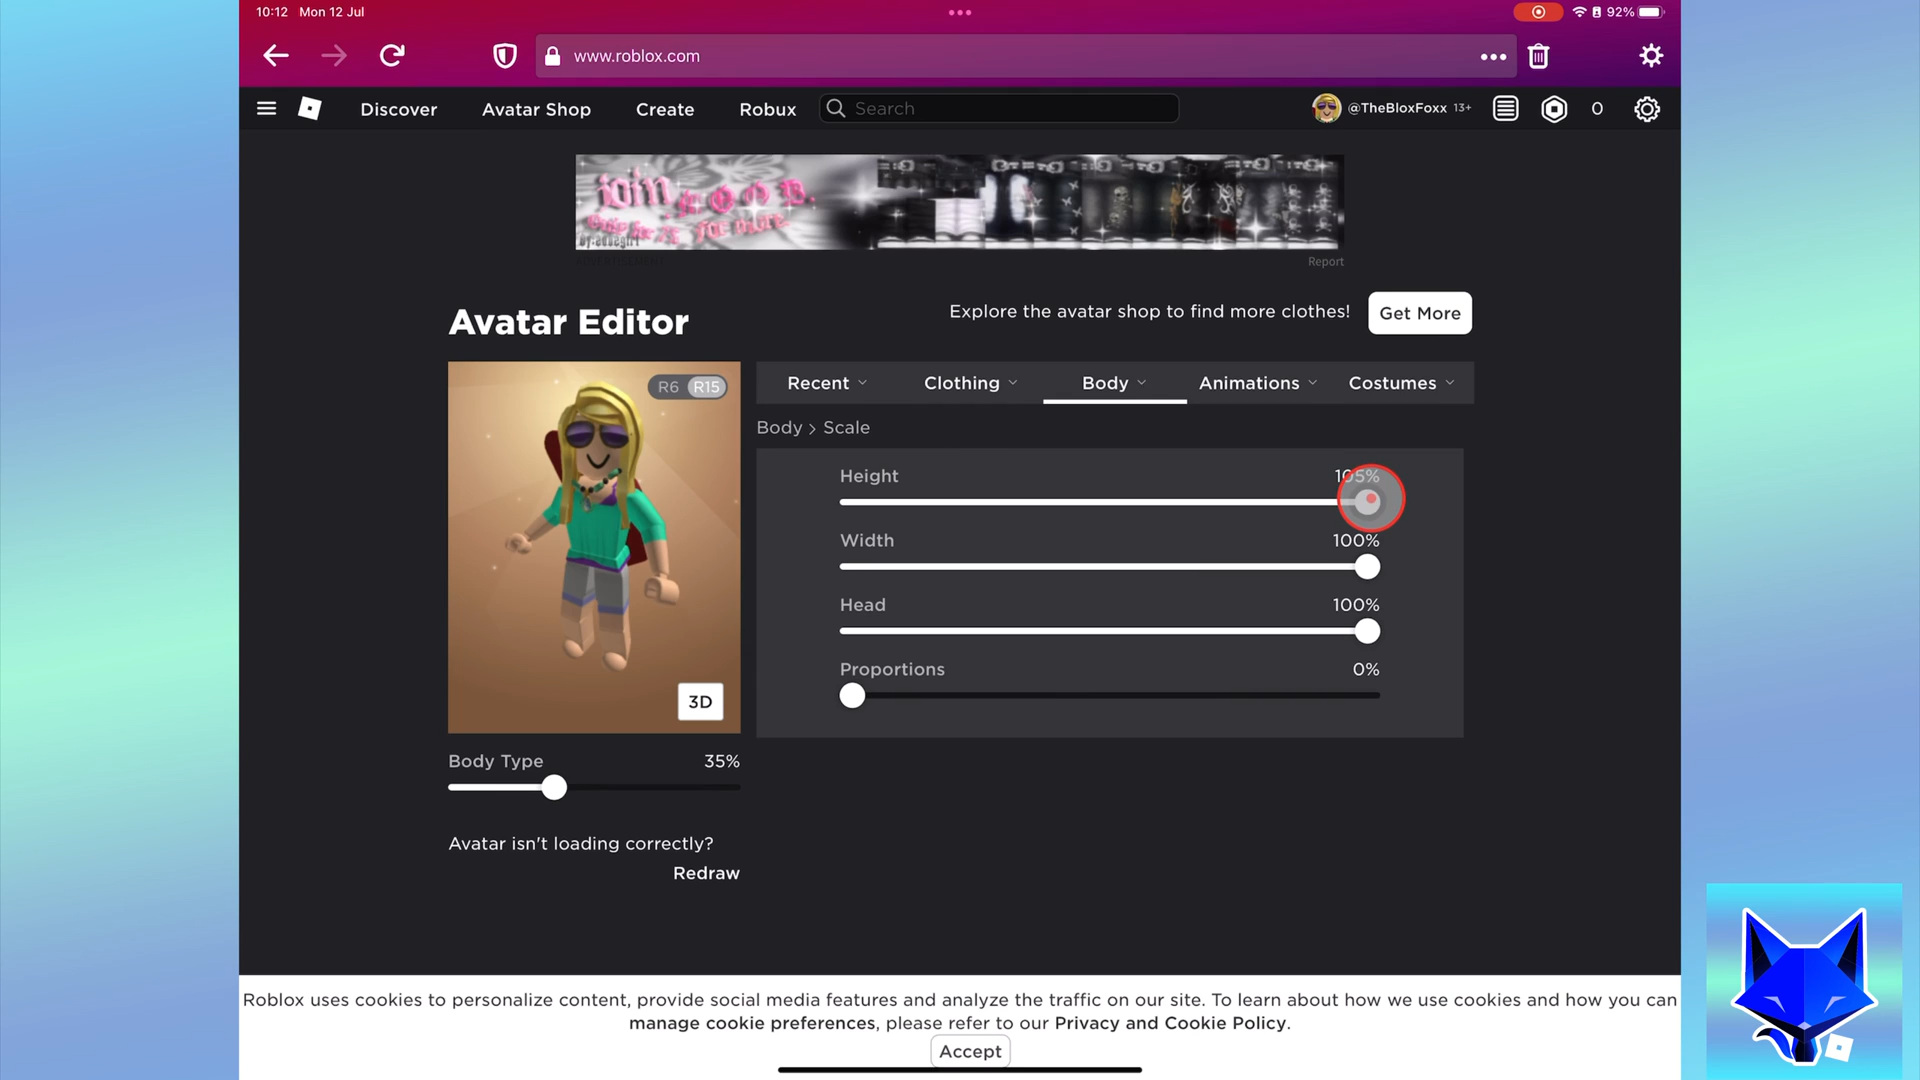 10:12 Mon 12 Jul
92%
www.roblox.com
Discover
Avatar Shop
Create
Robux
Search
@TheBloxFoxx 13+
0
join
Report
Avatar Editor
Explore the avatar shop to find more clothes!
Get More
R6 R15
Recent
Clothing
Body
Animations
Costumes
Body > Scale
Height 105%
Width 100%
Head 100%
Proportions 0%
3D
Body Type 35%
Avatar isn't loading correctly?
Redraw
Roblox uses cookies to personalize content, provide social media features and analyze the traffic on our site. To learn about how we use cookies and how you can
manage cookie preferences, please refer to our Privacy and Cookie Policy.
Accept